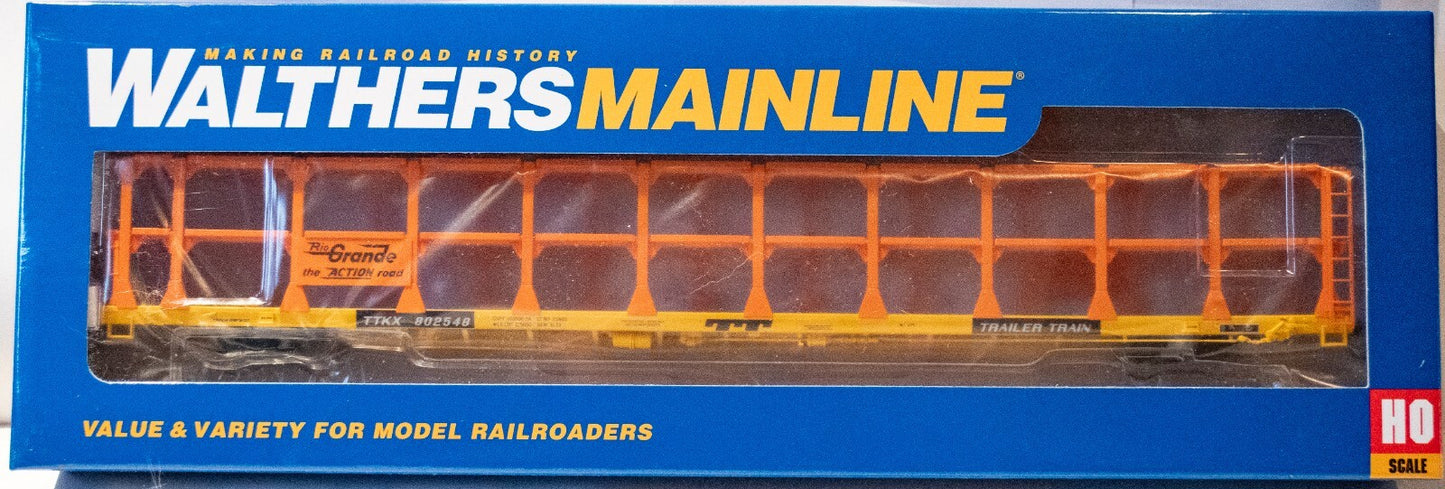 MAKING RAILROAD HISTORY
WALTHERSMAINLINE®
Rio
Grande
the ACTION road
TTKX 802548
TT
TRAILER TRAIN
VALUE & VARIETY FOR MODEL RAILROADERS
HO
SCALE